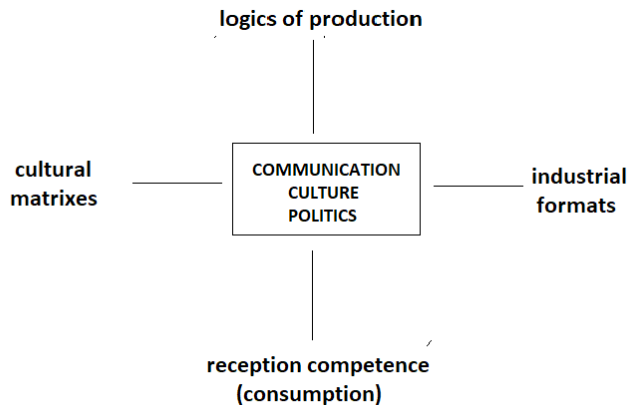 logics of production
cultural
matrixes
COMMUNICATION
CULTURE
POLITICS
industrial
formats
reception competence
(consumption)